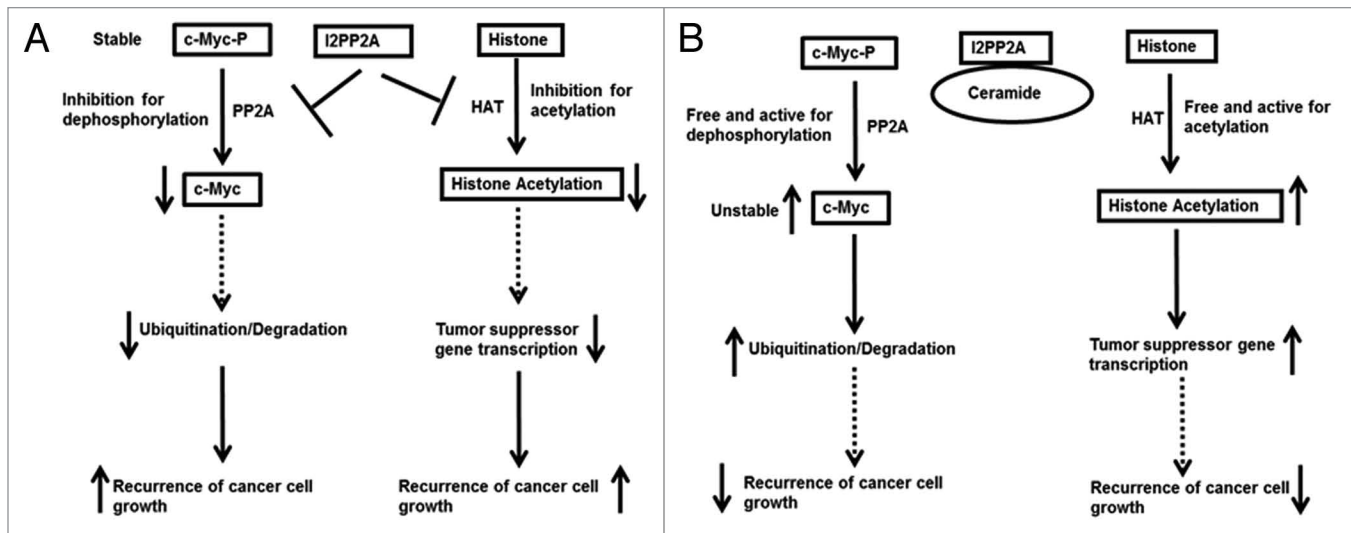 A
Stable
c-Myc-P
I2PP2A
Histone
Inhibition for
dephosphorylation
PP2A
HAT
Inhibition for
acetylation
c-Myc
Histone Acetylation
Ubiquitination/Degradation
Tumor suppressor
gene transcription
Recurrence of cancer cell
growth
Recurrence of cancer cell
growth
B
c-Myc-P
I2PP2A
Ceramide
Histone
Free and active for
dephosphorylation
PP2A
HAT
Free and active for
acetylation
Unstable
c-Myc
Histone Acetylation
Ubiquitination/Degradation
Tumor suppressor gene
transcription
Recurrence of cancer cell
growth
Recurrence of cancer cell
growth